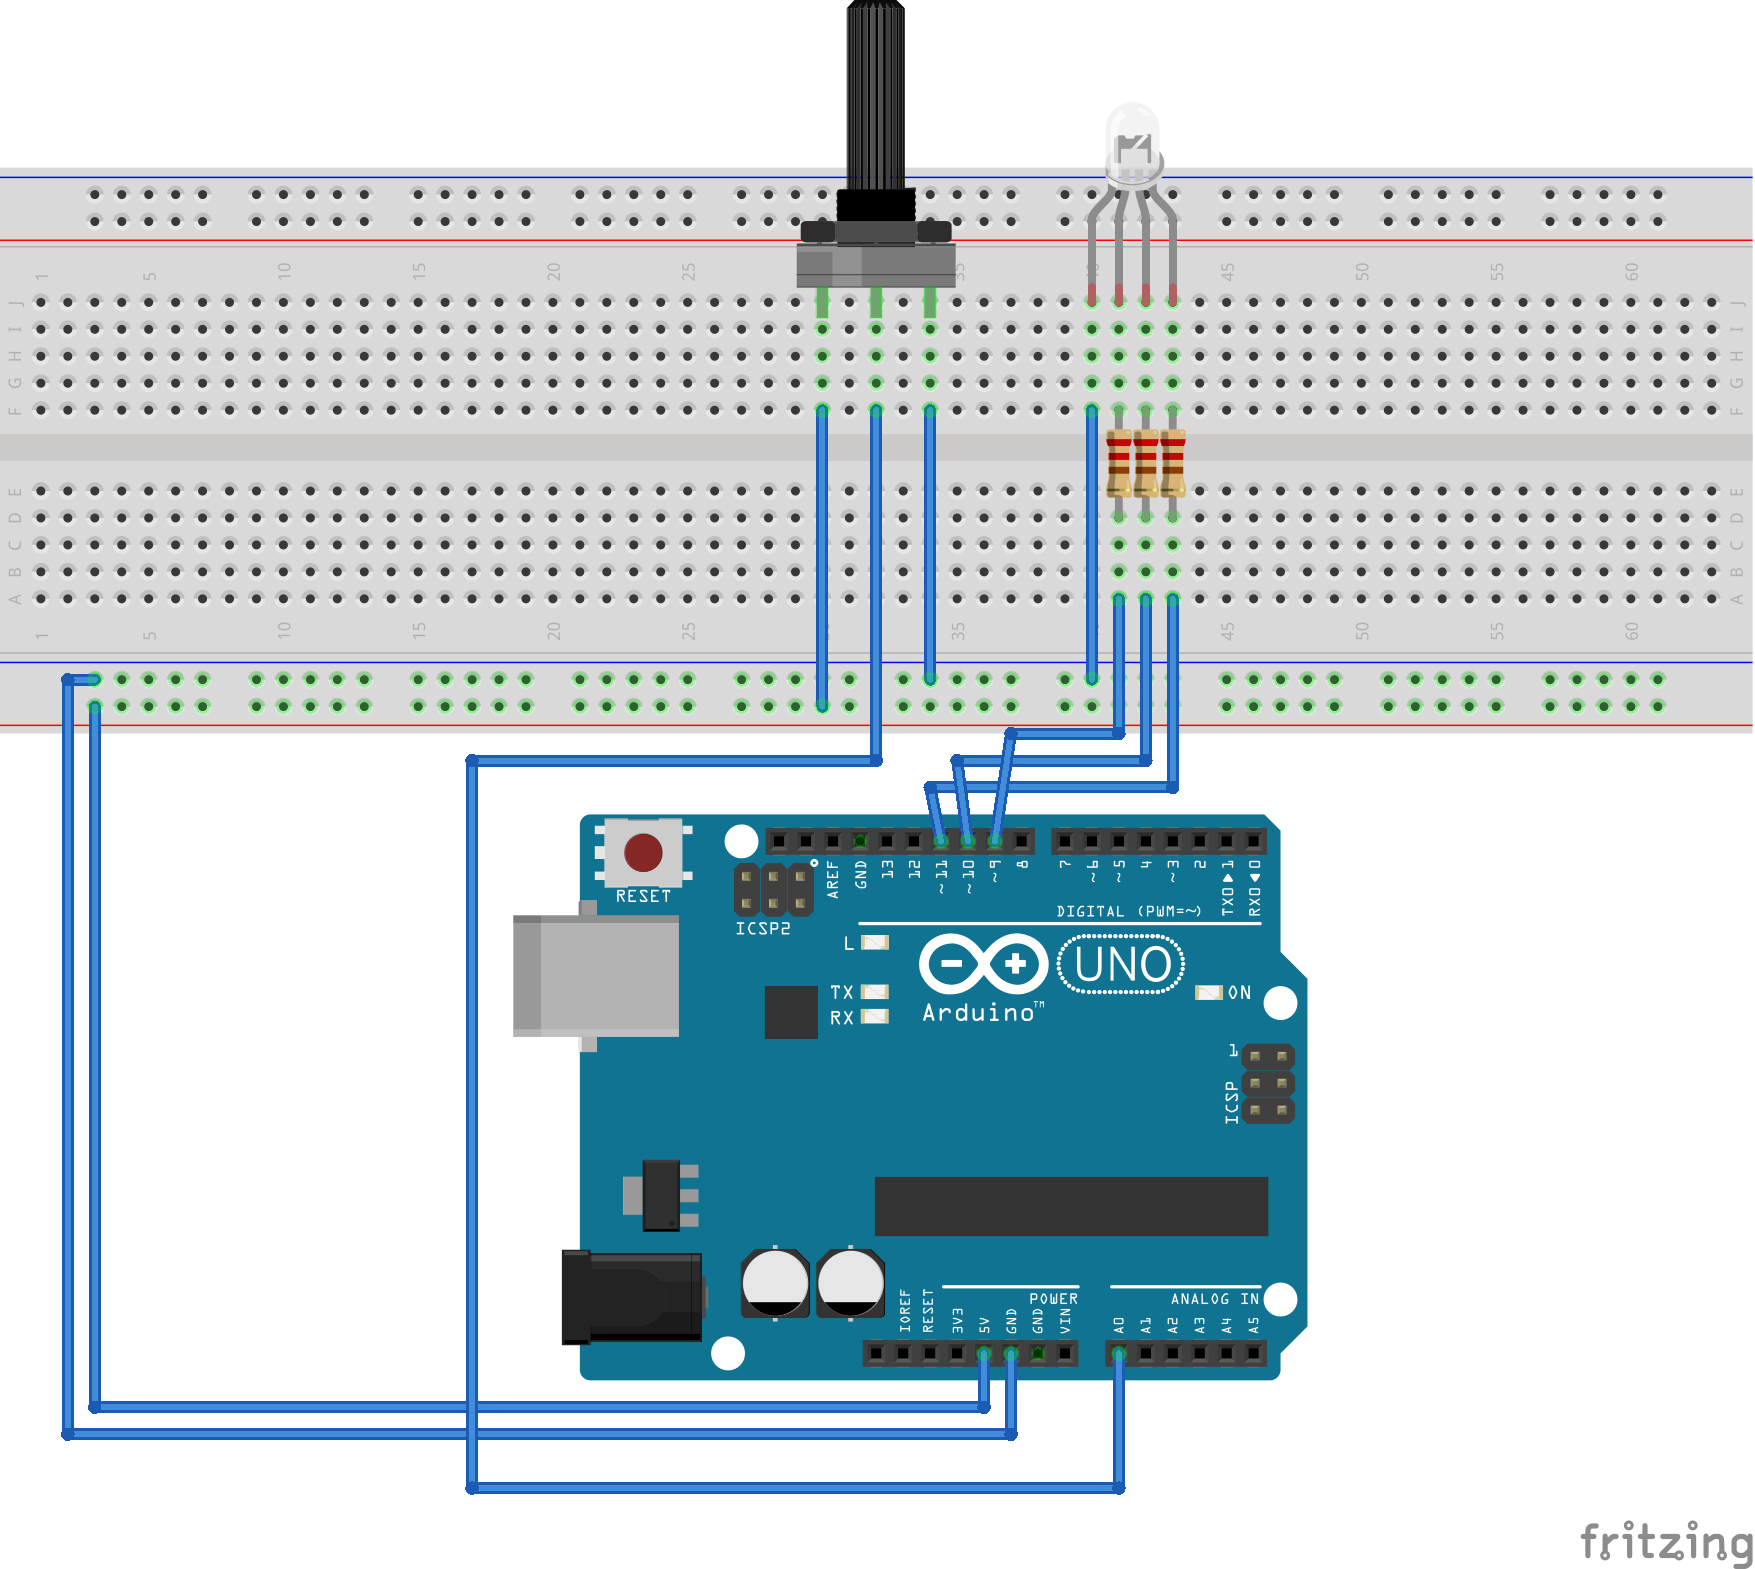 1 5 10 15 20 25 35 45 50 55 60
J J
I I
H H
G G
F F
E E
D D
C C
B B
A A
1 5 10 15 20 25 35 45 50 55 60
RESET
ICSP2
AREF GND 13 12 ~11 ~10 ~9 8 7 ~6 ~5 4 ~3 2 TX0▶1 RX0◀0
DIGITAL (PWM=~)
L
TX
RX
Arduino™
UNO
ON
1
ICSP
IOREF RESET 3V3 5V GND GND VIN A0 A1 A2 A3 A4 A5
POWER
ANALOG IN
fritzing